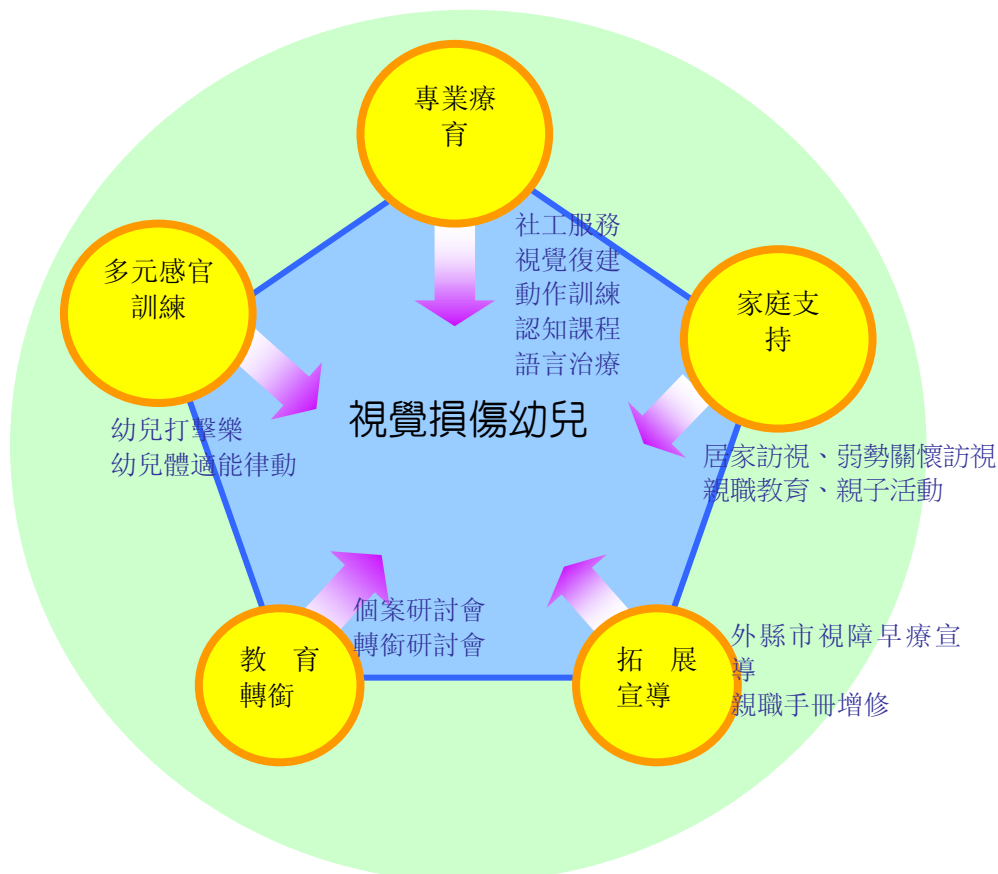 專業療
育
社工服務
視覺復建
動作訓練
認知課程
語言治療
多元感官
訓練
幼兒打擊樂
幼兒體適能律動
家庭支
持
居家訪視、弱勢關懷訪視
親職教育、親子活動
視覺損傷幼兒
教 育
轉銜
個案研討會
轉銜研討會
拓 展
宣導
外縣市視障早療宣
導
親職手冊增修